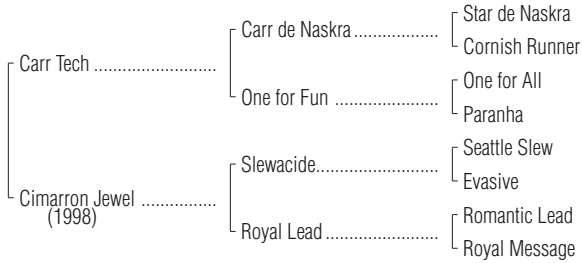 Star de Naskra
Carr de Naskra
Cornish Runner
Carr Tech
One for All
One for Fun
Paranha
Seattle Slew
Slewacide
Evasive
Cimarron Jewel
(1998)
Romantic Lead
Royal Lead
Royal Message